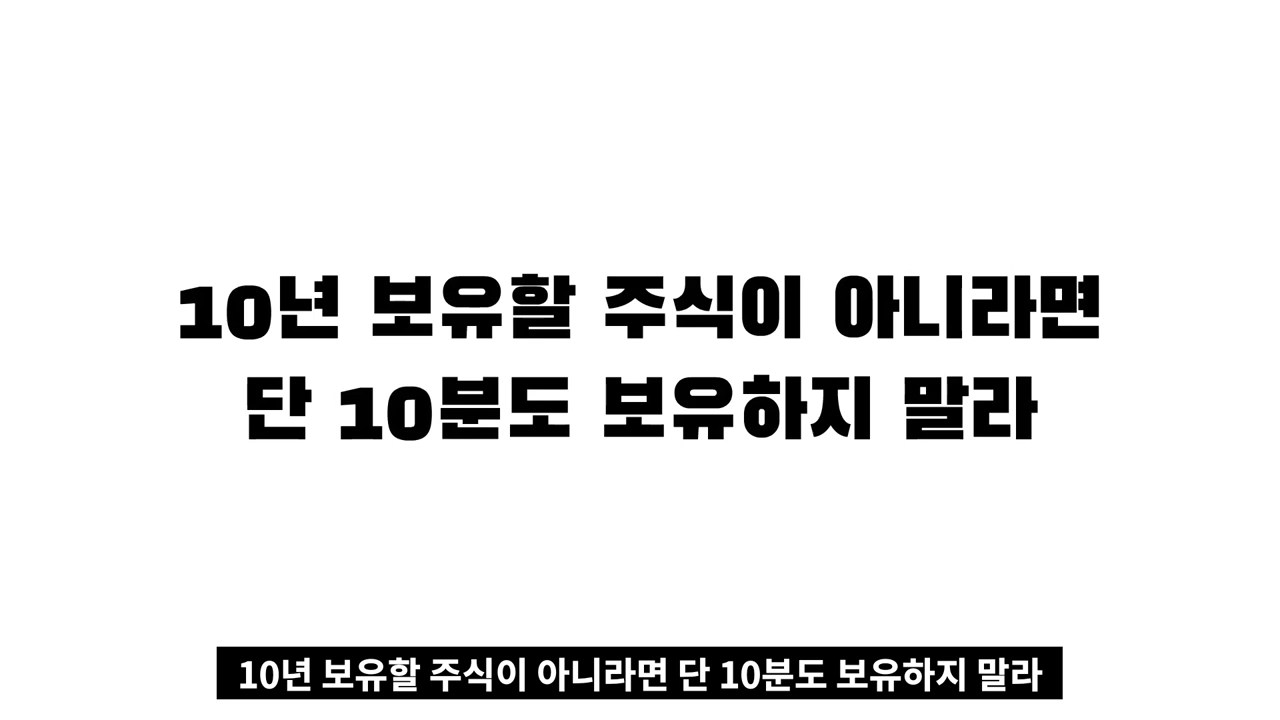 10년 보유할 주식이 아니라면
단 10분도 보유하지 말라
10년 보유할 주식이 아니라면 단 10분도 보유하지 말라